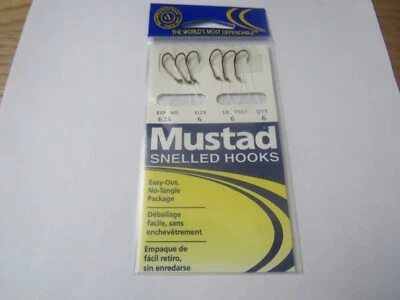 THE WORLD'S MOST DEPENDABLE
REF NO. SIZE LB TEST QTY
6 6 6
Mustad
SNELLED HOOKS
Easy-Out,
No-Tangle
Package
Déballage
facile, sans
enchevêtrement
Empaque de
fácil retiro,
sin enredarse